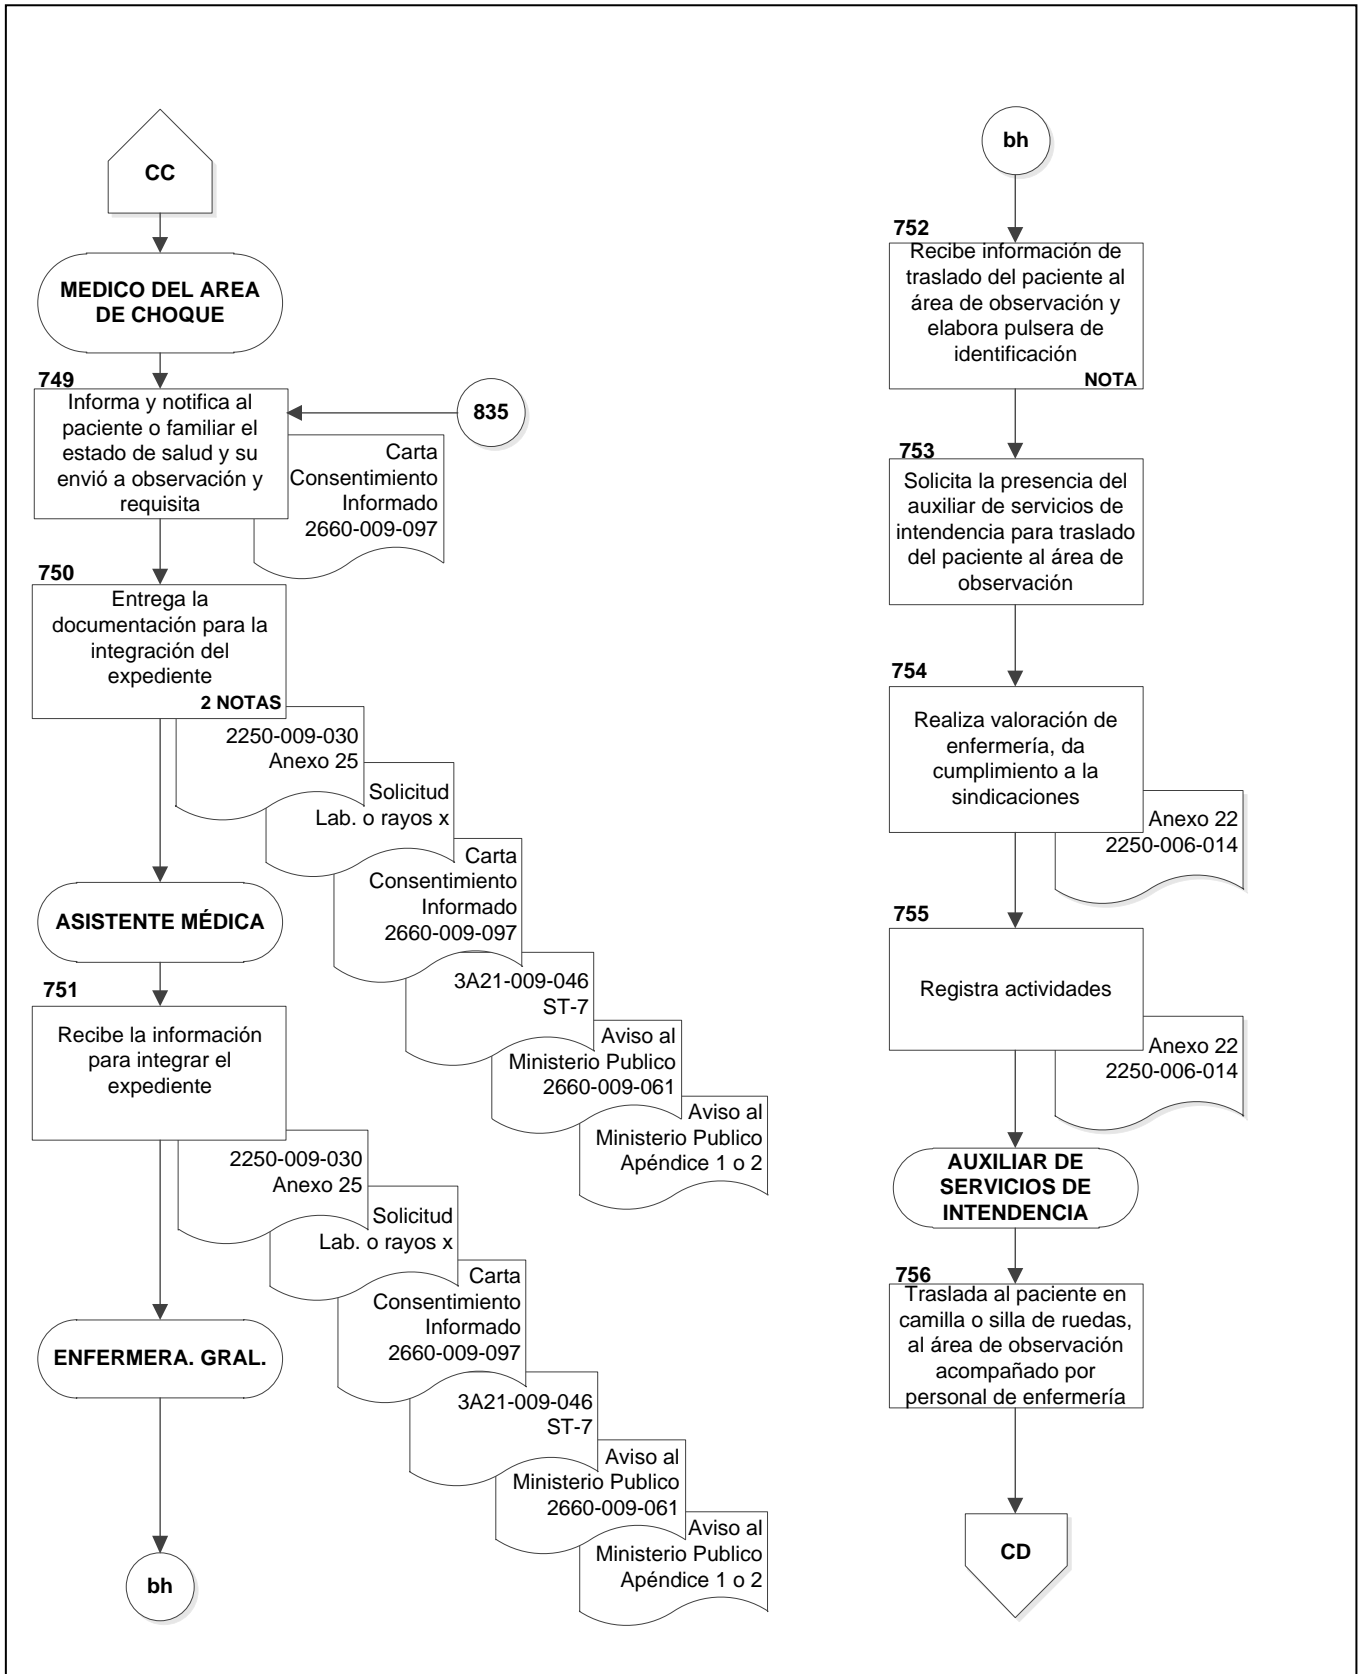 CC
MEDICO DEL AREA
DE CHOQUE
749
Informa y notifica al
paciente o familiar el
estado de salud y su
envió a observación y
requisita
835
Carta
Consentimiento
Informado
2660-009-097
750
Entrega la
documentación para la
integración del
expediente
2 NOTAS
2250-009-030
Anexo 25
Solicitud
Lab. o rayos x
Carta
Consentimiento
Informado
2660-009-097
3A21-009-046
ST-7
Aviso al
Ministerio Publico
2660-009-061
Aviso al
Ministerio Publico
Apéndice 1 o 2
ASISTENTE MÉDICA
751
Recibe la información
para integrar el
expediente
2250-009-030
Anexo 25
Solicitud
Lab. o rayos x
Carta
Consentimiento
Informado
2660-009-097
3A21-009-046
ST-7
Aviso al
Ministerio Publico
2660-009-061
Aviso al
Ministerio Publico
Apéndice 1 o 2
ENFERMERA. GRAL.
bh
bh
752
Recibe información de
traslado del paciente al
área de observación y
elabora pulsera de
identificación
NOTA
753
Solicita la presencia del
auxiliar de servicios de
intendencia para traslado
del paciente al área de
observación
754
Realiza valoración de
enfermería, da
cumplimiento a la
sindicaciones
Anexo 22
2250-006-014
755
Registra actividades
Anexo 22
2250-006-014
AUXILIAR DE
SERVICIOS DE
INTENDENCIA
756
Traslada al paciente en
camilla o silla de ruedas,
al área de observación
acompañado por
personal de enfermería
CD